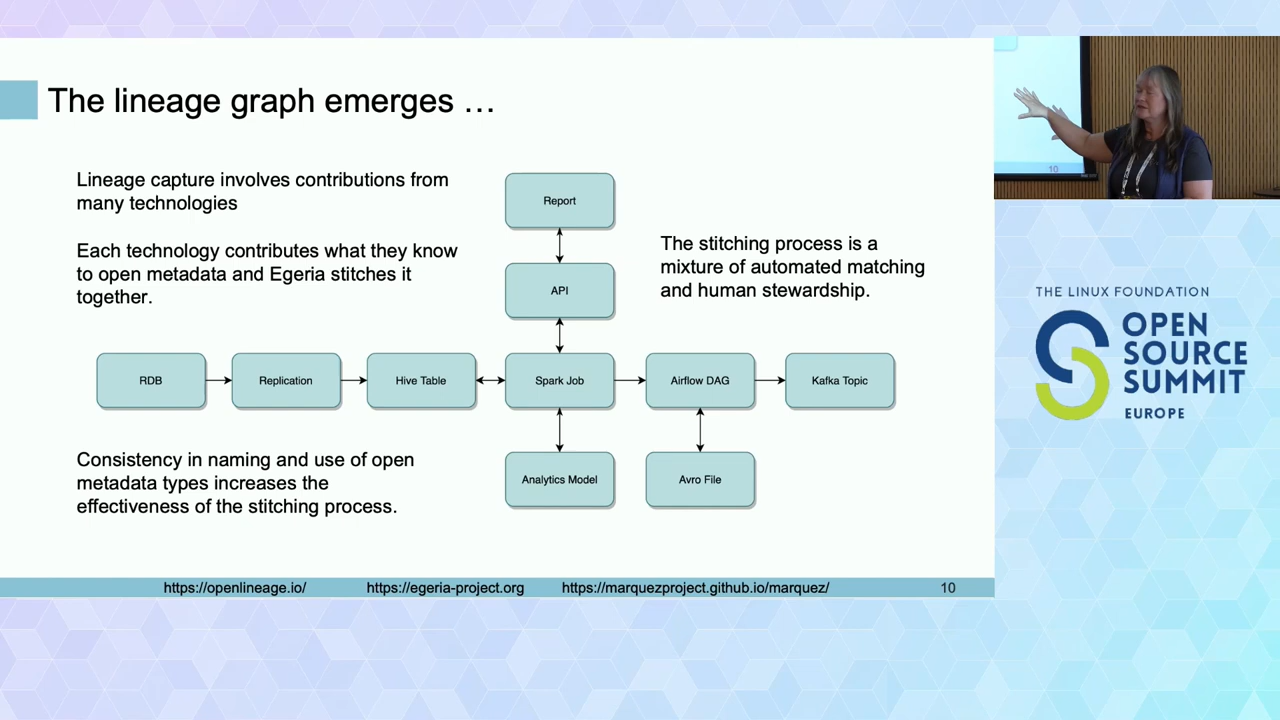 The lineage graph emerges …
Lineage capture involves contributions from
many technologies
Each technology contributes what they know
to open metadata and Egeria stitches it
together.
Report
API
The stitching process is a
mixture of automated matching
and human stewardship.
RDB
Replication
Hive Table
Spark Job
Airflow DAG
Kafka Topic
Analytics Model
Avro File
Consistency in naming and use of open
metadata types increases the
effectiveness of the stitching process.
https://openlineage.io/
https://egeria-project.org
https://marquezproject.github.io/marquez/
10
10
THE LINUX FOUNDATION
OPEN
SOURCE
SUMMIT
EUROPE